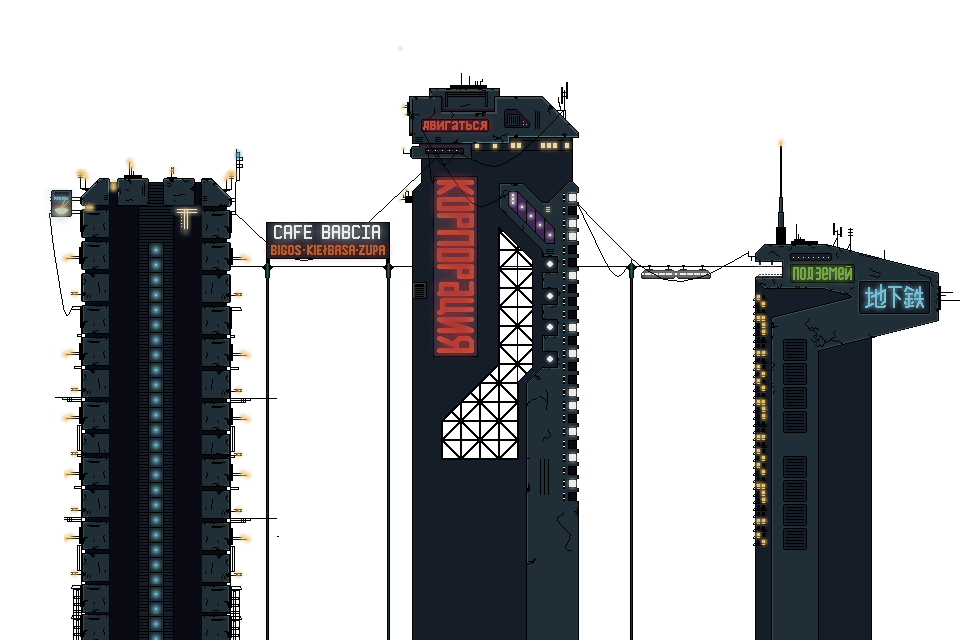 ДВИГАТЬСЯ
КОРПОРАЦИЯ
CAFE BABCIA
BIGOS·KIEŁBASA·ZUPA
ПОДЗЕМЕЙ
地下鉄